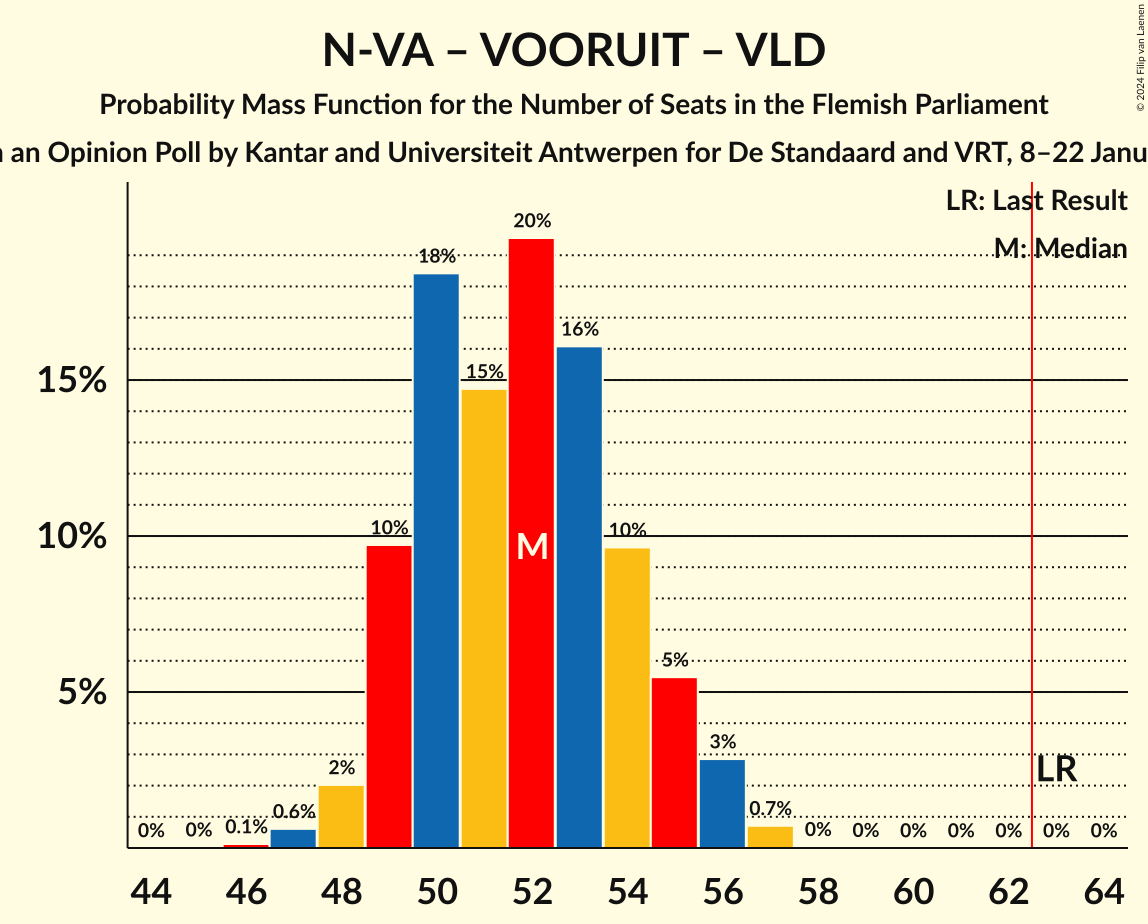 N-VA – VOORUIT – VLD
Probability Mass Function for the Number of Seats in the Flemish Parliament
an Opinion Poll by Kantar and Universiteit Antwerpen for De Standaard and VRT, 8–22 Janu
© 2024 Filip van Laenen
LR: Last Result
M: Median
20%
18%
16%
15%
15%
10%
10%
10%
M
5%
5%
3%
2%
LR
0% 0% 0.1% 0.6% 0.7% 0% 0% 0% 0% 0% 0% 0%
44 46 48 50 52 54 56 58 60 62 64